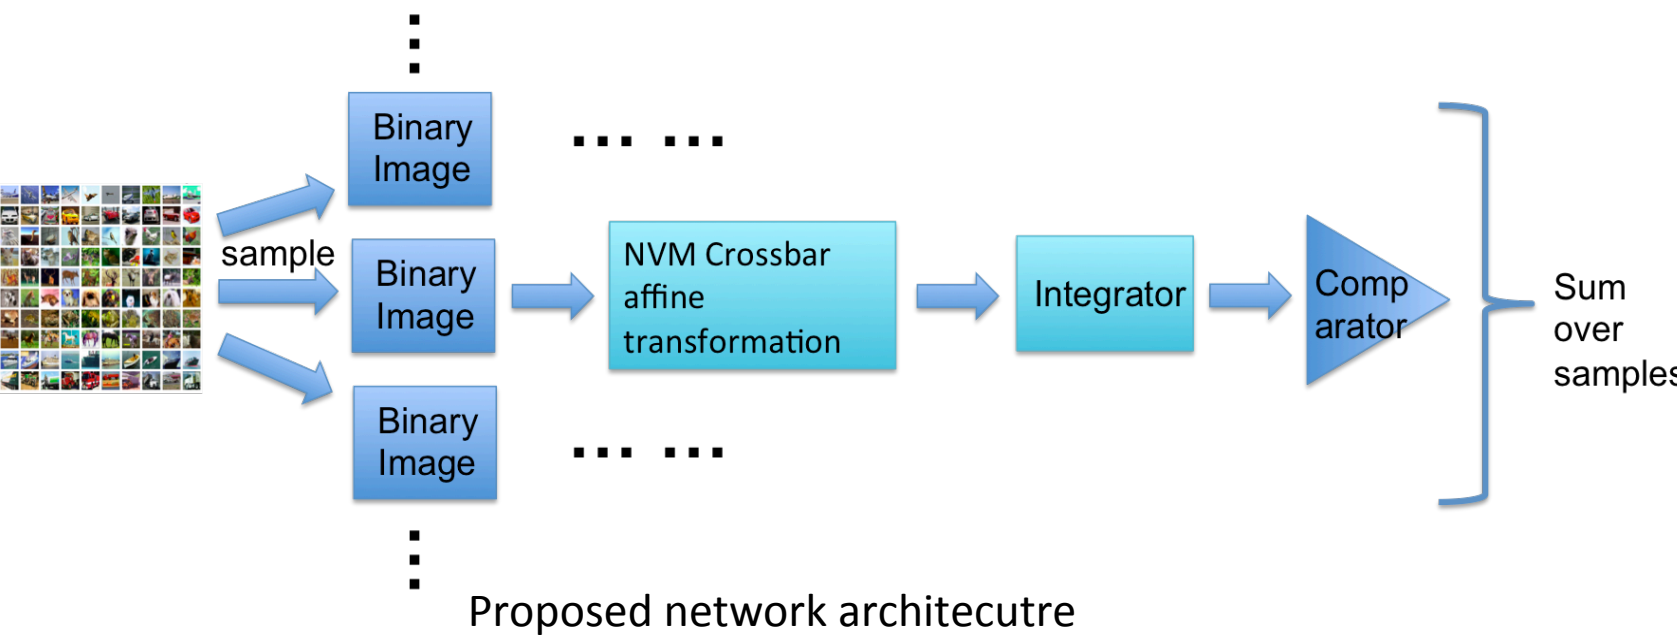 Binary
Image
sample
Binary
Image
Binary
Image
NVM Crossbar
affine
transformation
Integrator
Comp
arator
Sum
over
samples
Proposed network architecutre